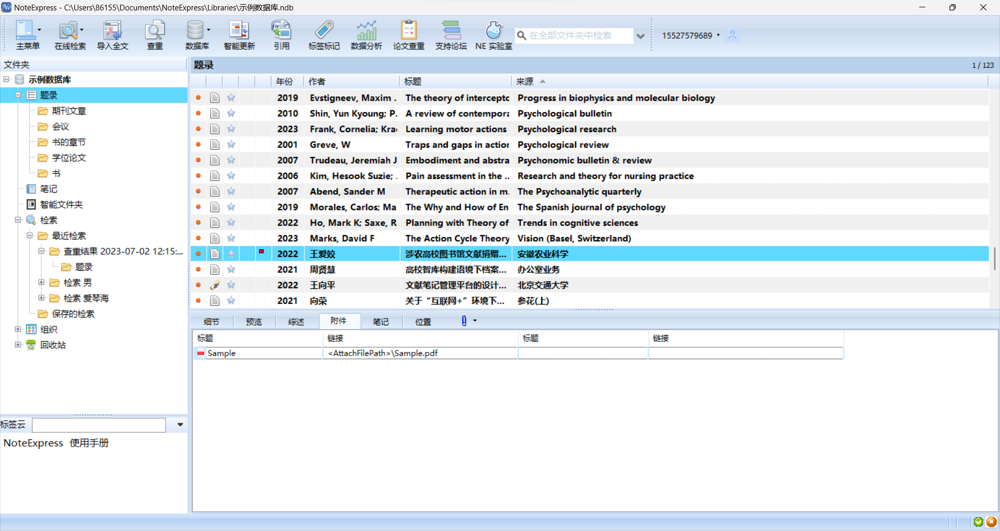 NoteExpress - C:\Users\86155\Documents\NoteExpress\Libraries\示例数据库.ndb
主菜单 在线检索 导入全文 查重 数据库 智能更新 引用 标签标记 数据分析 论文查重 支持论坛 NE 实验室 在全部文件夹中检索 15527579689
文件夹
示例数据库
题录
期刊文章
会议
书的章节
学位论文
书
笔记
智能文件夹
检索
最近检索
查重结果 2023-07-02 12:15:...
题录
检索 男
检索 爱琴海
保存的检索
组织
回收站
标签云
NoteExpress 使用手册
题录 1 / 123
年份 作者 标题 来源
2019 Evstigneev, Maxim . The theory of interceptc Progress in biophysics and molecular biology
2010 Shin, Yun Kyoung; P. A review of contempora Psychological bulletin
2023 Frank, Cornelia; Kra Learning motor actions Psychological research
2001 Greve, W Traps and gaps in action Psychological review
2007 Trudeau, Jeremiah J Embodiment and abstra Psychonomic bulletin & review
2006 Kim, Hesook Suzie; . Pain assessment in the .. Research and theory for nursing practice
2007 Abend, Sander M Therapeutic action in m. The Psychoanalytic quarterly
2019 Morales, Carlos; Ma The Why and How of En The Spanish journal of psychology
2022 Ho, Mark K; Saxe, R Planning with Theory of Trends in cognitive sciences
2023 Marks, David F The Action Cycle Theory Vision (Basel, Switzerland)
2022 王爱姣 涉农高校图书馆文献捐赠... 安徽农业科学
2021 周贤慧 高校智库构建语境下档案... 办公室业务
2022 王向平 文献笔记管理平台的设计... 北京交通大学
2021 向荣 关于“互联网+”环境下... 参花(上)
细节 预览 综述 附件 笔记 位置
标题 链接 标题 链接
Sample <AttachFilePath>\Sample.pdf